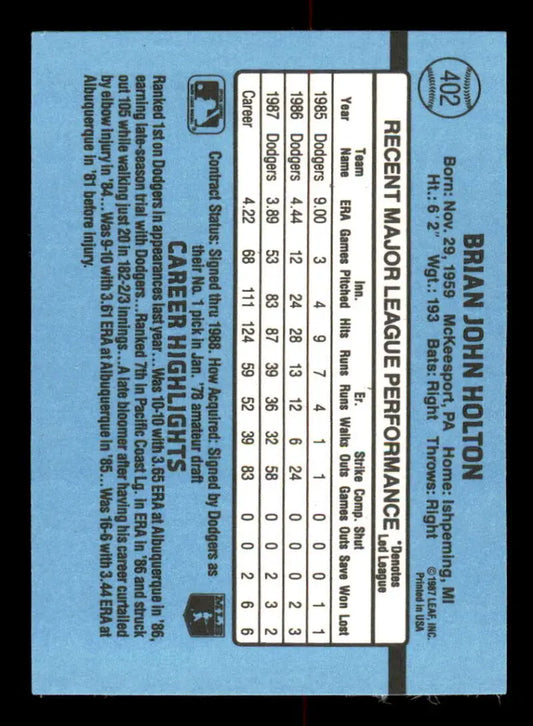 402
BRIAN JOHN HOLTON
Born: Nov. 29, 1959 McKeesport, PA Home: Ishpeming, MI
Ht.: 6'2" Wgt.: 193 Bats: Right Throws: Right
©1987 LEAF, INC.
Printed in USA
RECENT MAJOR LEAGUE PERFORMANCE *Denotes Led League
Team Inn. Er. Strike Comp. Shut
Year Name ERA Games Pitched Hits Runs Runs Walks Outs Games Outs Save Won Lost
1985 Dodgers 9.00 3 4 9 7 4 1 1 0 0 0 1 1
1986 Dodgers 4.44 12 24 28 13 12 6 24 0 0 0 2 3
1987 Dodgers 3.89 53 83 87 39 36 32 58 0 0 2 3 2
Career 4.22 68 111 124 59 52 39 83 0 0 2 6 6
Contract Status: Signed thru 1988. How Acquired: Signed by Dodgers as
their No. 1 pick in Jan. '78 amateur draft
MLB
CAREER HIGHLIGHTS
Ranked 1st on Dodgers in appearances last year...Was 10-10 with 3.65 ERA at Albuquerque in '86,
earning late-season trial with Dodgers...Ranked 7th in Pacific Coast Lg. in ERA in '86 and struck
out 105 while walking just 20 in 182-2/3 innings...A late bloomer after having his career curtailed
by elbow injury in '84...Was 9-10 with 3.61 ERA at Albuquerque in '85...Was 16-6 with 3.44 ERA at
Albuquerque in '81 before injury.